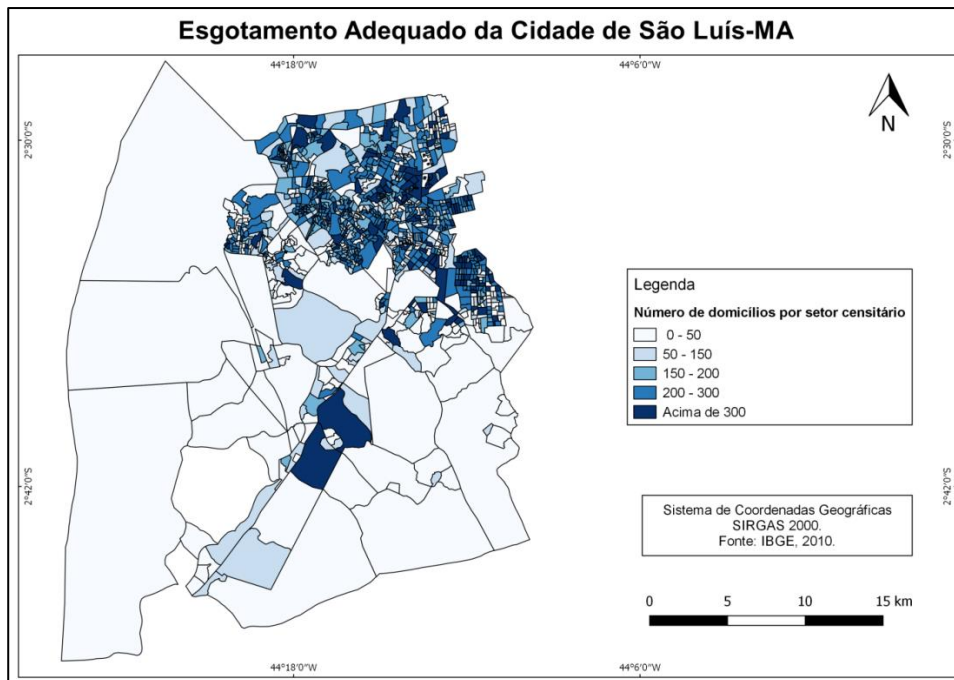 Esgotamento Adequado da Cidade de São Luís-MA
44°18'0"W
44°6'0"W
2°30'0"S
2°30'0"S
N
Legenda
Número de domicílios por setor censitário
0 - 50
50 - 150
150 - 200
200 - 300
Acima de 300
2°42'0"S
2°42'0"S
Sistema de Coordenadas Geográficas
SIRGAS 2000.
Fonte: IBGE, 2010.
0 5 10 15 km
44°18'0"W
44°6'0"W